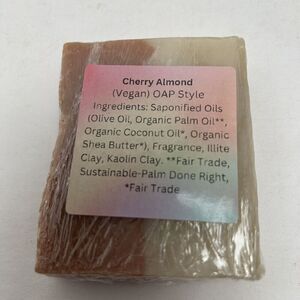 Cherry Almond
(Vegan) OAP Style
Ingredients: Saponified Oils
(Olive Oil, Organic Palm Oil**,
Organic Coconut Oil*, Organic
Shea Butter*), Fragrance, Illite
Clay, Kaolin Clay. **Fair Trade,
Sustainable-Palm Done Right,
*Fair Trade